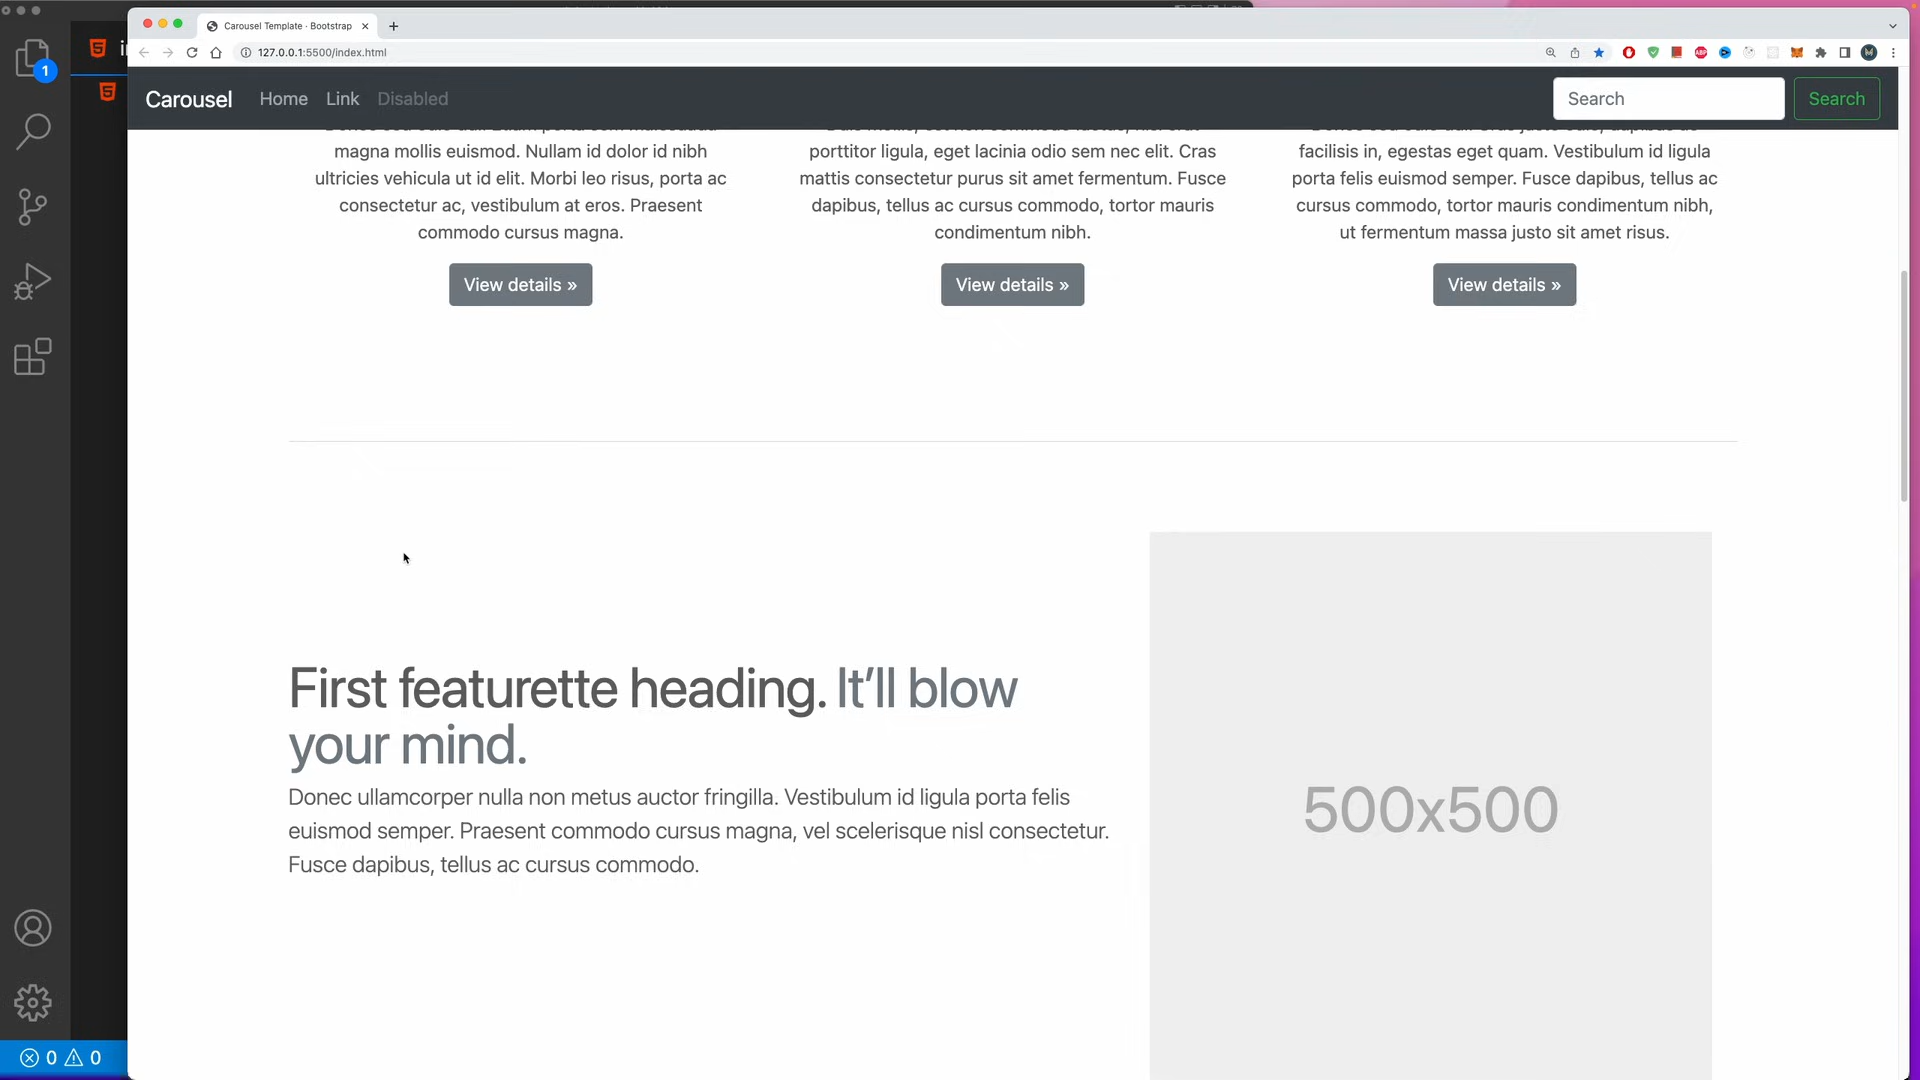 Carousel Template · Bootstrap
127.0.0.1:5500/index.html
1
Carousel Home Link Disabled Search Search
magna mollis euismod. Nullam id dolor id nibh
ultricies vehicula ut id elit. Morbi leo risus, porta ac
consectetur ac, vestibulum at eros. Praesent
commodo cursus magna.
View details »
porttitor ligula, eget lacinia odio sem nec elit. Cras
mattis consectetur purus sit amet fermentum. Fusce
dapibus, tellus ac cursus commodo, tortor mauris
condimentum nibh.
View details »
facilisis in, egestas eget quam. Vestibulum id ligula
porta felis euismod semper. Fusce dapibus, tellus ac
cursus commodo, tortor mauris condimentum nibh,
ut fermentum massa justo sit amet risus.
View details »
First featurette heading. It’ll blow
your mind.
Donec ullamcorper nulla non metus auctor fringilla. Vestibulum id ligula porta felis
euismod semper. Praesent commodo cursus magna, vel scelerisque nisl consectetur.
Fusce dapibus, tellus ac cursus commodo.
500x500
0 0